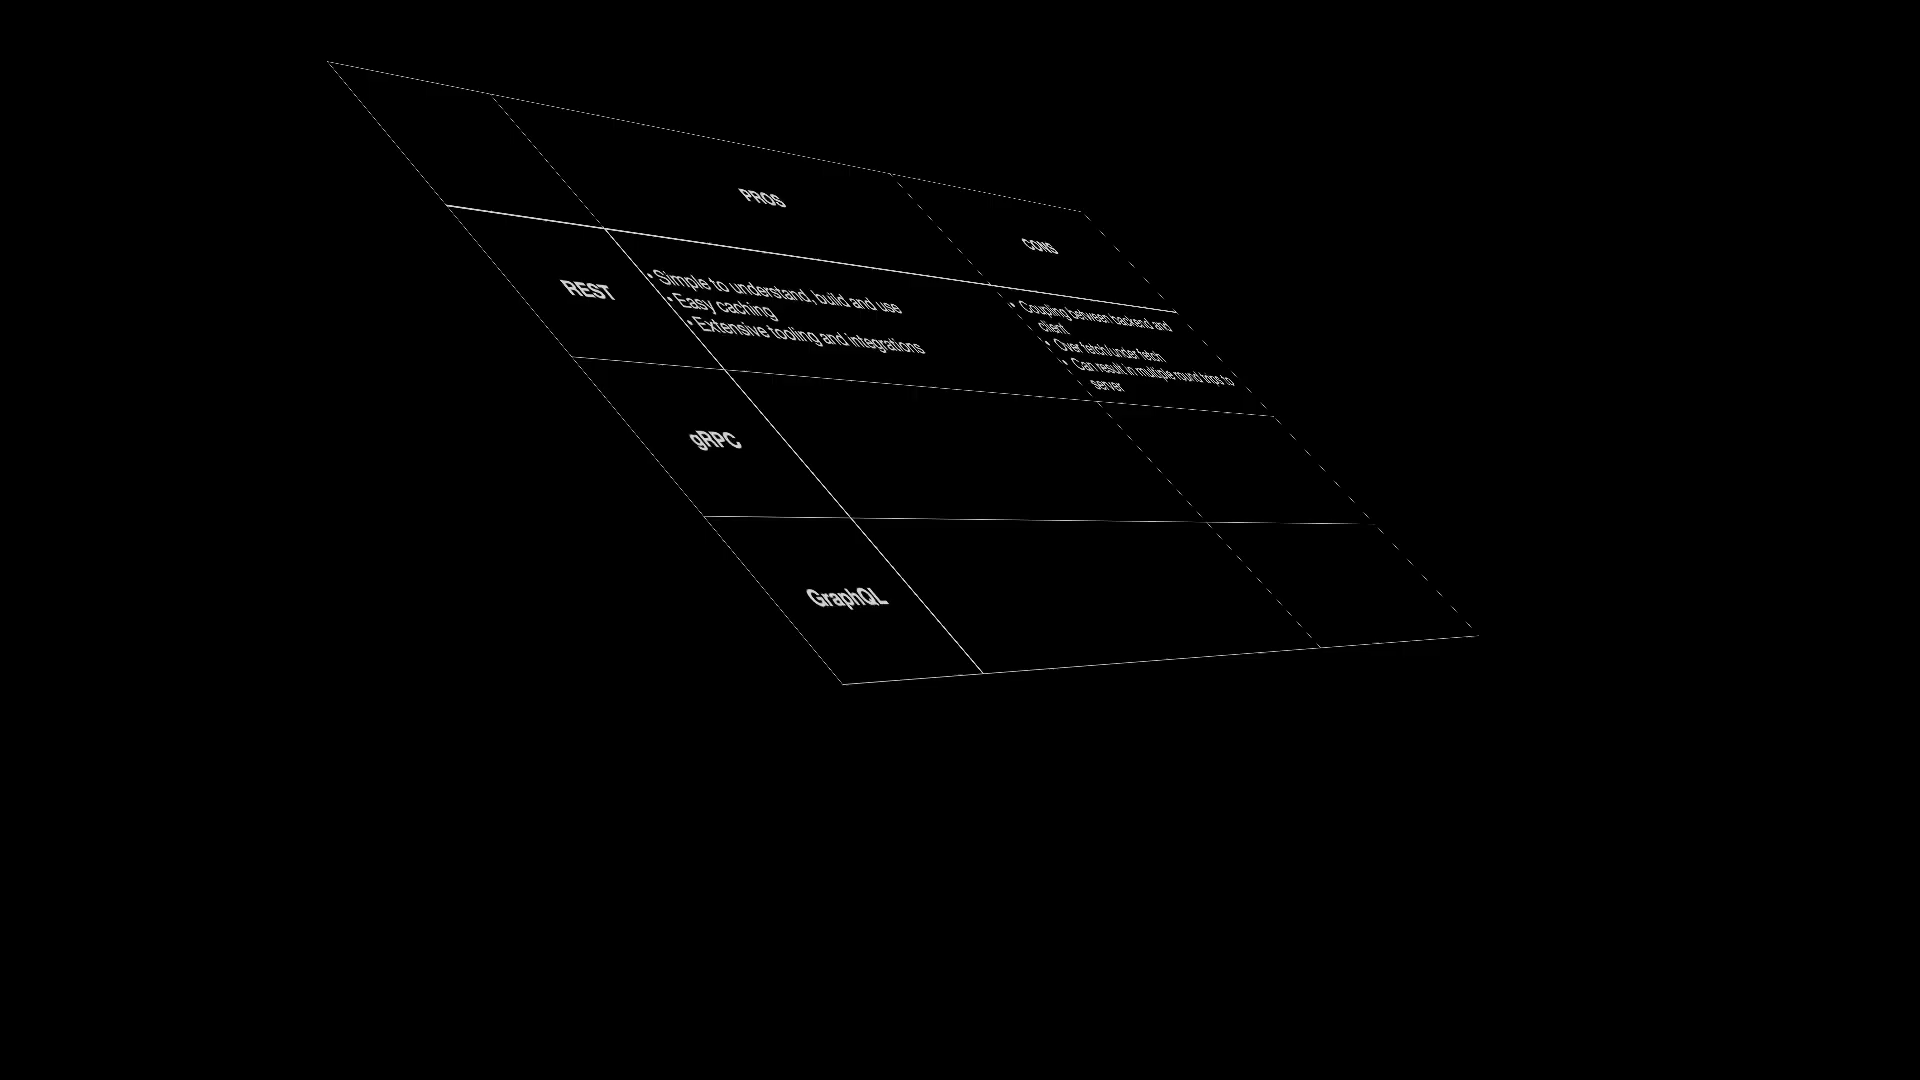 PROS
CONS
REST
• Simple to understand, build and use
• Easy caching
• Extensive tooling and integrations
• Coupling between backend and
client
• Over fetch/under fetch
• Can result in multiple round trips to
server
gRPC
GraphQL